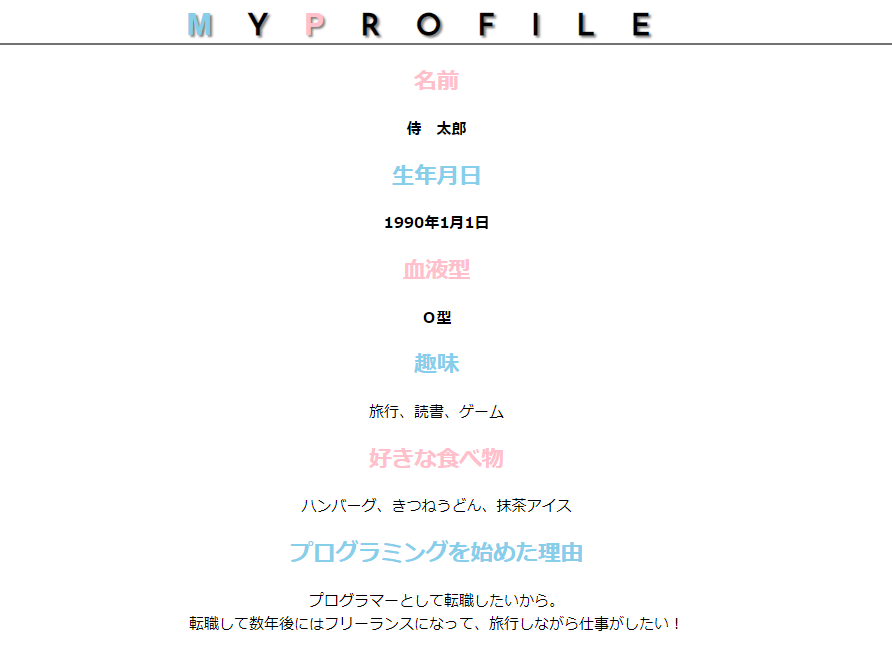 MYPROFILE
名前
侍　太郎
生年月日
1990年1月1日
血液型
O型
趣味
旅行、読書、ゲーム
好きな食べ物
ハンバーグ、きつねうどん、抹茶アイス
プログラミングを始めた理由
プログラマーとして転職したいから。
転職して数年後にはフリーランスになって、旅行しながら仕事がしたい！